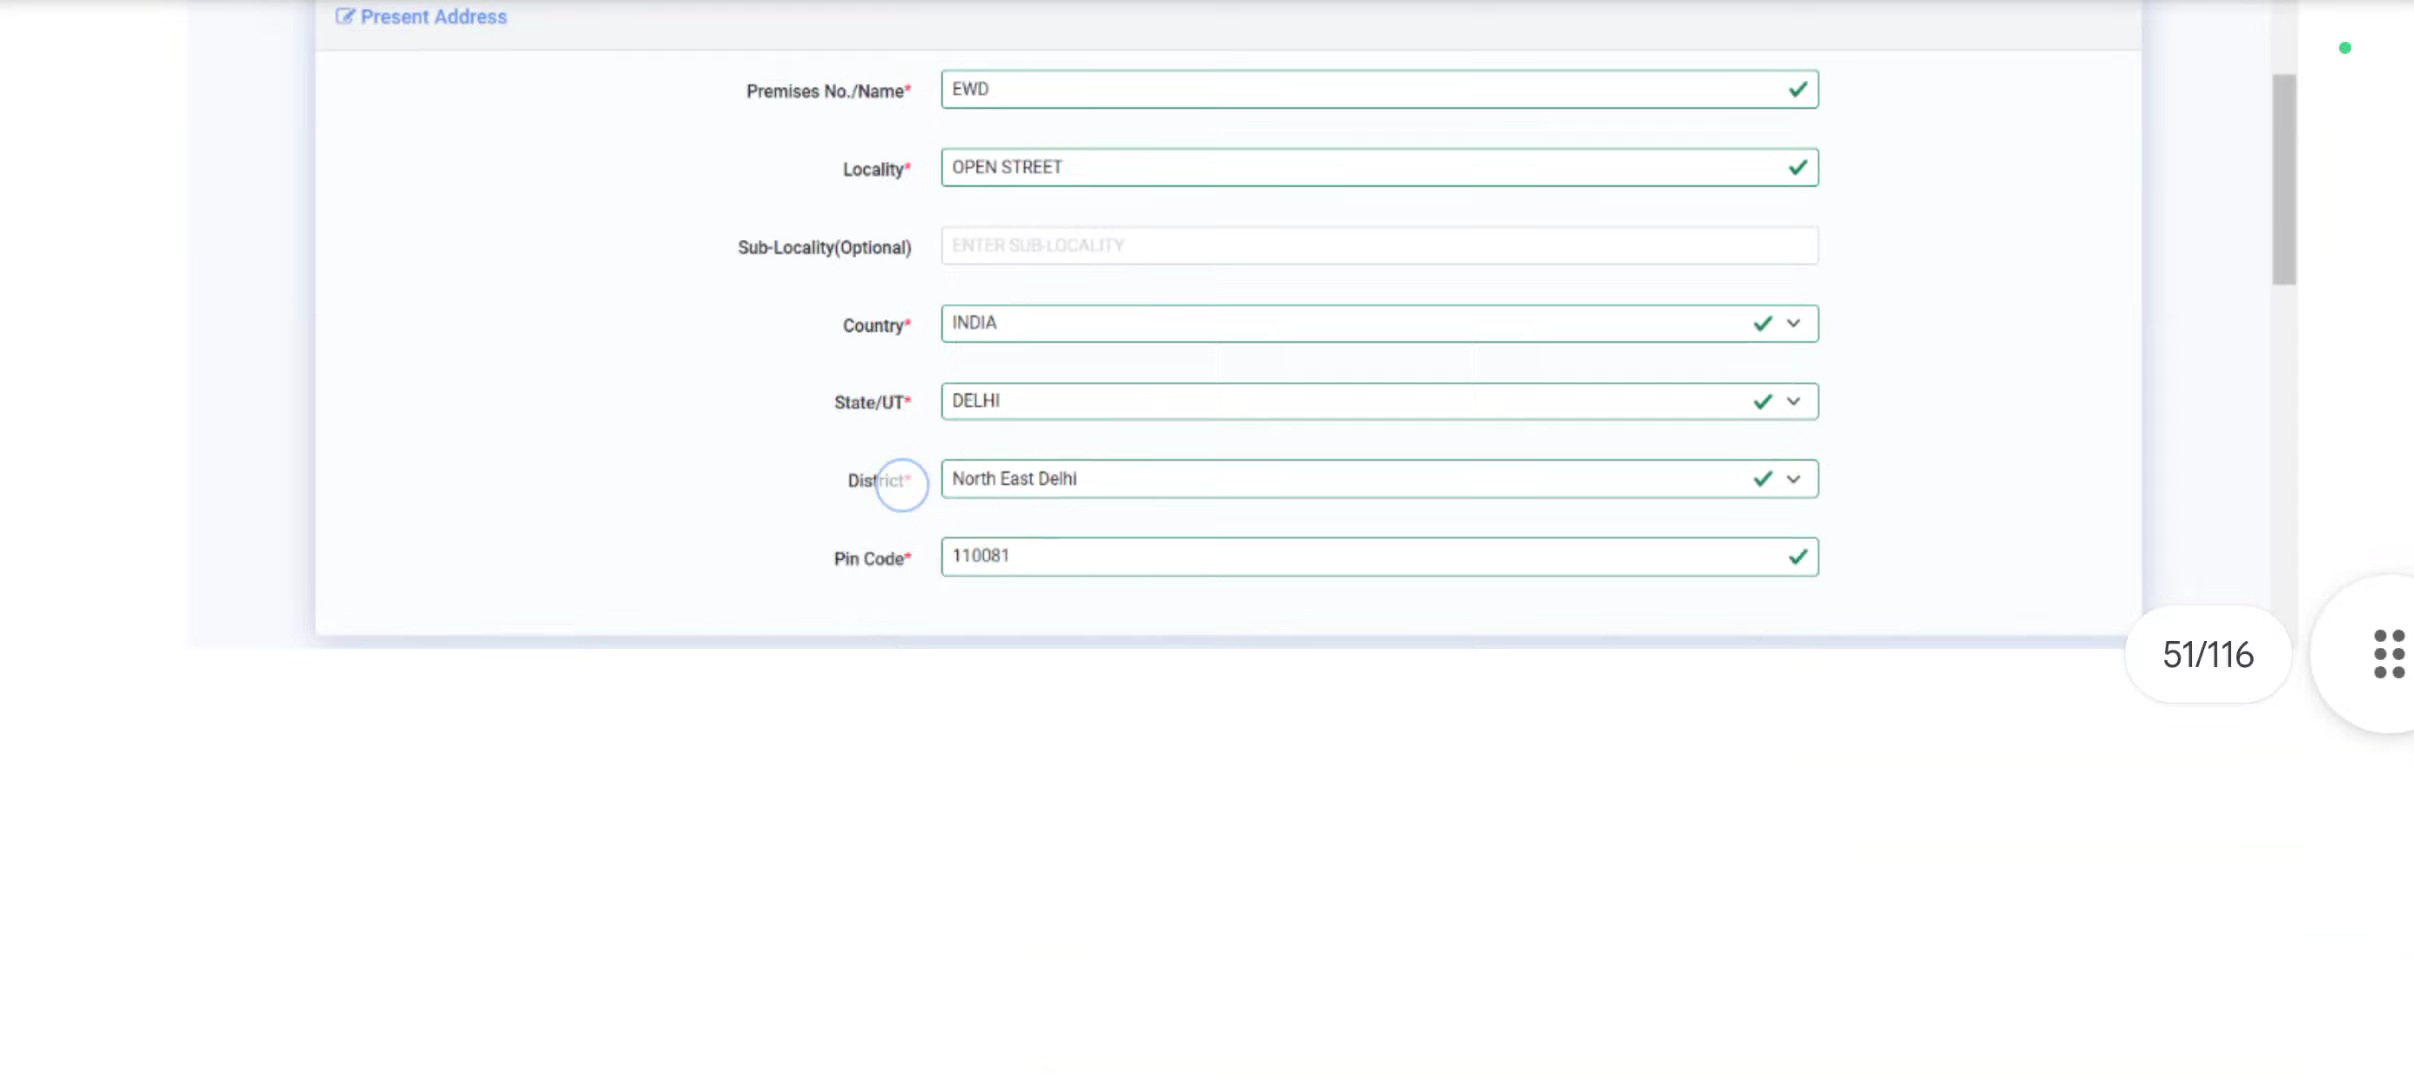 Present Address
Premises No./Name*
EWD
Locality*
OPEN STREET
Sub-Locality(Optional)
ENTER SUB-LOCALITY
Country*
INDIA
State/UT*
DELHI
District*
North East Delhi
Pin Code*
110081
51/116